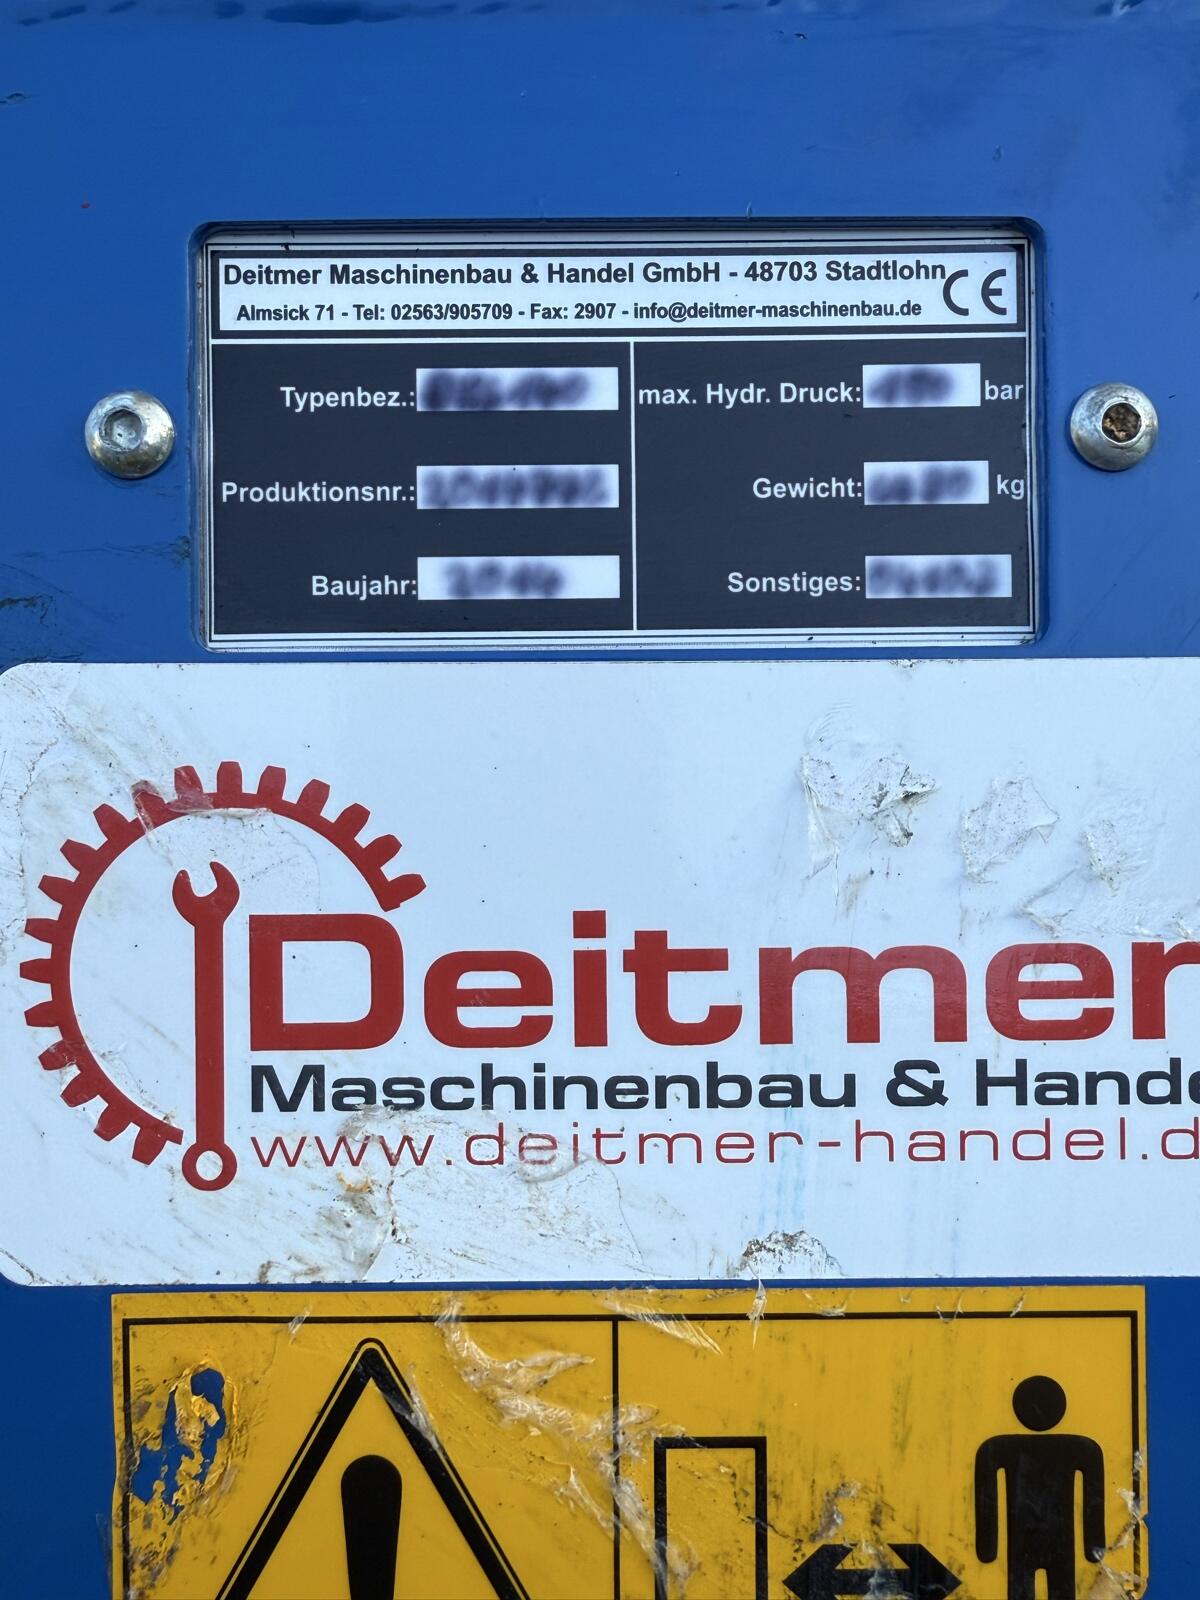 Deitmer Maschinenbau & Handel GmbH - 48703 Stadtlohn
CE
Almsick 71 - Tel: 02563/905709 - Fax: 2907 - info@deitmer-maschinenbau.de
Typenbez.:
max. Hydr. Druck: bar
Produktionsnr.:
Gewicht: kg
Baujahr:
Sonstiges:
Deitmer
Maschinenbau & Hande
www.deitmer-handel.d